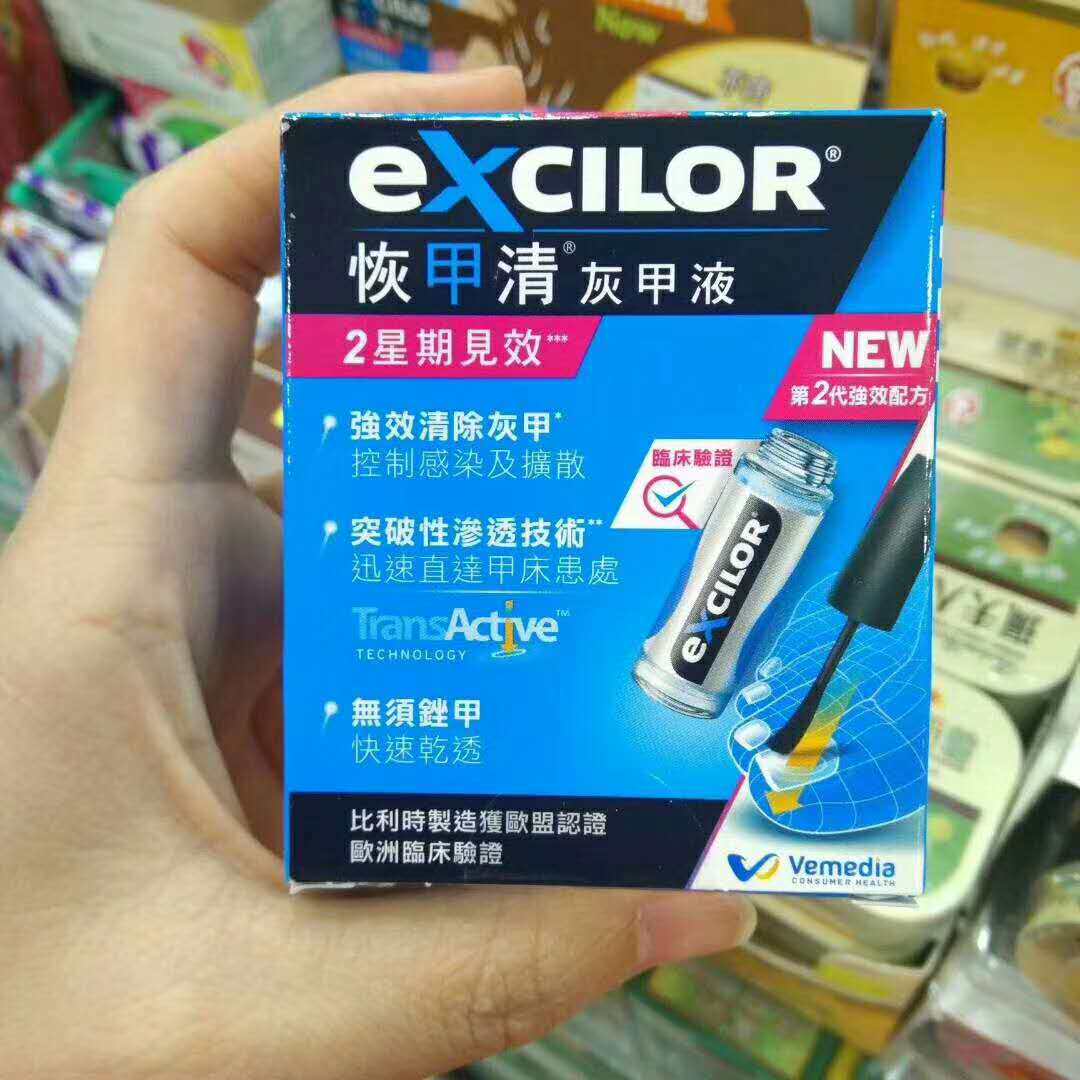 eXCILOR®
恢甲清® 灰甲液
2星期見效***
NEW
第2代強效配方
強效清除灰甲*
控制感染及擴散
臨床驗證
突破性滲透技術**
迅速直達甲床患處
TransActive™
TECHNOLOGY
eXCILOR
無須銼甲
快速乾透
比利時製造獲歐盟認證
歐洲臨床驗證
Vemedia
CONSUMER HEALTH
New